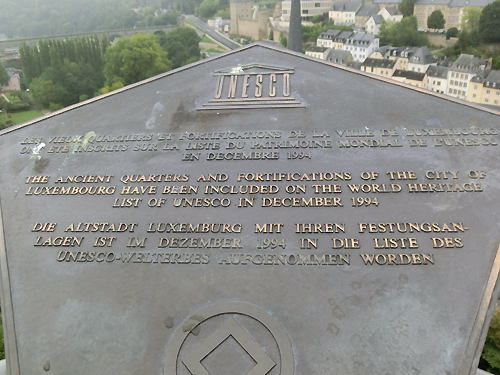 UNESCO
LES VIEUX QUARTIERS ET FORTIFICATIONS DE LA VILLE DE LUXEMBOURG
ONT ETE INSCRITS SUR LA LISTE DU PATRIMOINE MONDIAL DE L'UNESCO
EN DECEMBRE 1994
THE ANCIENT QUARTERS AND FORTIFICATIONS OF THE CITY OF
LUXEMBOURG HAVE BEEN INCLUDED ON THE WORLD HERITAGE
LIST OF UNESCO IN DECEMBER 1994
DIE ALTSTADT LUXEMBURG MIT IHREN FESTUNGSAN-
LAGEN IST IM DEZEMBER 1994 IN DIE LISTE DES
UNESCO-WELTERBES AUFGENOMMEN WORDEN